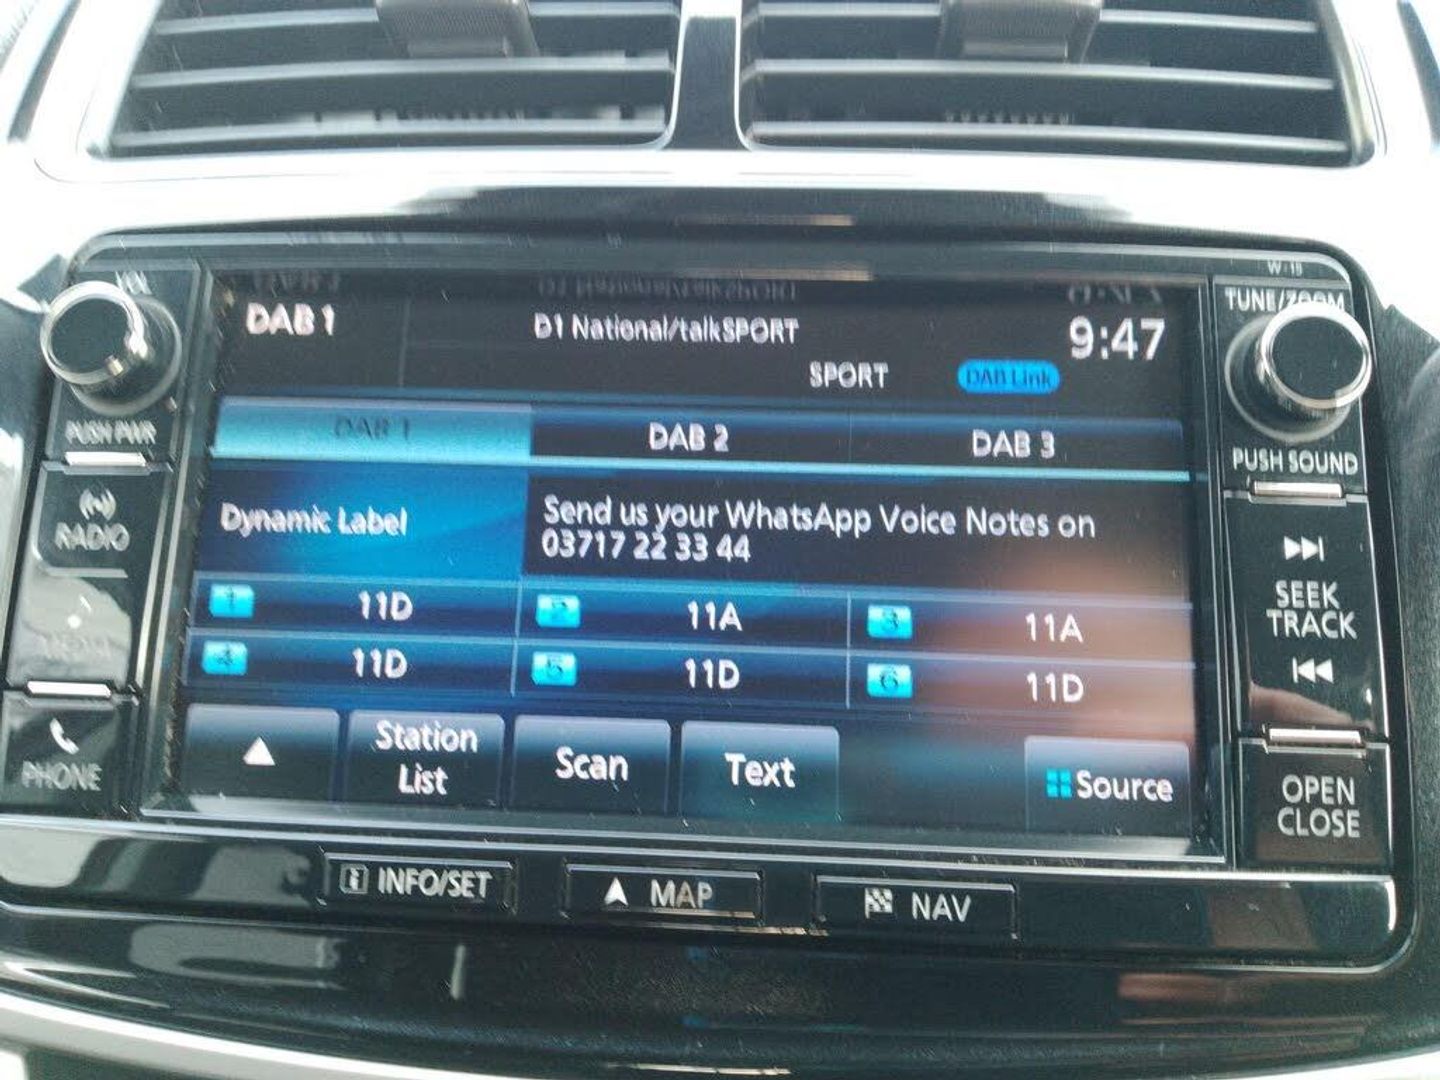 W-15
VOL
PUSH PWR
RADIO
MEDIA
PHONE
DAB 1
D1 National/talkSPORT
9:47
SPORT
DAB Link
DAB 1
DAB 2
DAB 3
Dynamic Label
Send us your WhatsApp Voice Notes on
03717 22 33 44
1 11D
2 11A
3 11A
4 11D
5 11D
6 11D
Station
List
Scan
Text
Source
TUNE/ZOOM
PUSH SOUND
SEEK
TRACK
OPEN
CLOSE
INFO/SET
MAP
NAV